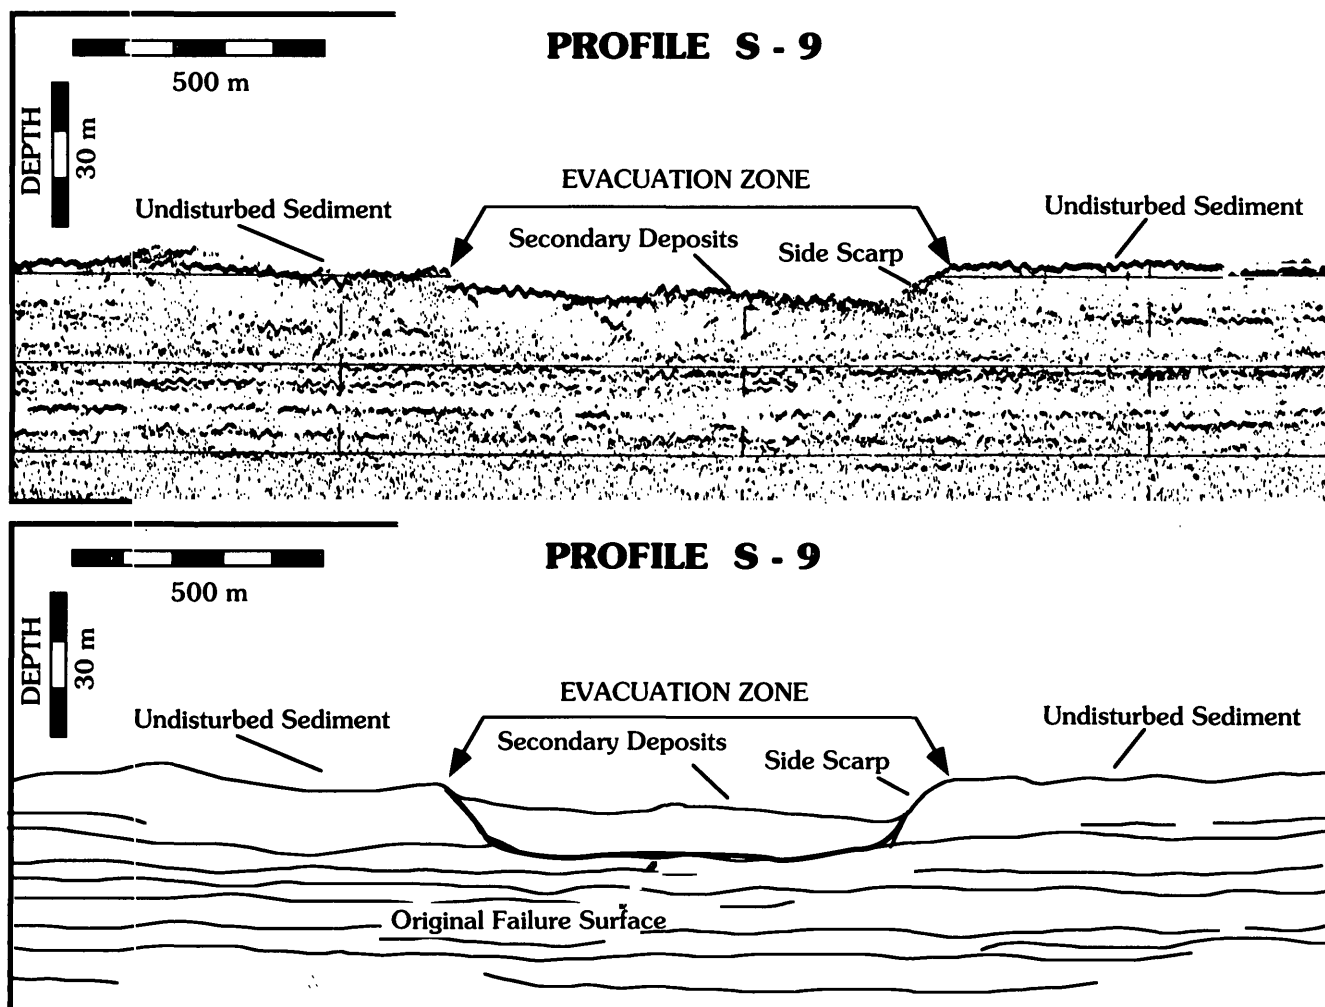 PROFILE S - 9
500 m
DEPTH
30 m
EVACUATION ZONE
Undisturbed Sediment
Undisturbed Sediment
Secondary Deposits
Side Scarp
PROFILE S - 9
500 m
DEPTH
30 m
EVACUATION ZONE
Undisturbed Sediment
Undisturbed Sediment
Secondary Deposits
Side Scarp
Original Failure Surface